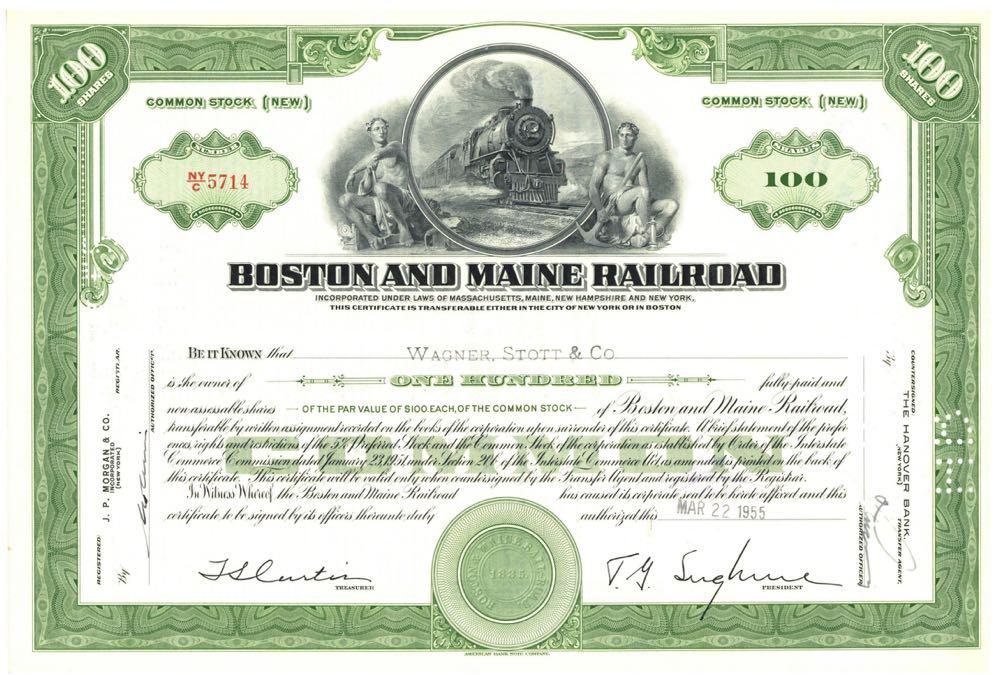 100 SHARES
100 SHARES
COMMON STOCK (NEW)
COMMON STOCK (NEW)
NUMBER
NY/C 5714
SHARES
100
BOSTON AND MAINE RAILROAD
INCORPORATED UNDER LAWS OF MASSACHUSETTS, MAINE, NEW HAMPSHIRE AND NEW YORK.
THIS CERTIFICATE IS TRANSFERABLE EITHER IN THE CITY OF NEW YORK OR IN BOSTON
BE IT KNOWN that WAGNER, STOTT & CO
is the owner of ONE HUNDRED fully-paid and
non-assessable shares OF THE PAR VALUE OF $100. EACH, OF THE COMMON STOCK of Boston and Maine Railroad,
transferable by written assignment recorded on the books of the corporation upon surrender of this certificate. A brief statement of the prefer
ences, rights and restrictions of the 5% Preferred Stock and the Common Stock of the corporation as established by Order of the Interstate
Commerce Commission dated January 23, 1951, under Section 20b of the Interstate Commerce Act, as amended, is printed on the back of
this certificate. This certificate will be valid only when countersigned by the Transfer Agent and registered by the Registrar.
COMMON
In Witness Whereof the Boston and Maine Railroad has caused its corporate seal to be hereto affixed and this
certificate to be signed by its officers thereunto duly authorized this MAR 22 1955
TREASURER
PRESIDENT
1835
AMERICAN BANK NOTE COMPANY.
REGISTERED:
J. P. MORGAN & CO.
INCORPORATED
(NEW YORK)
REGISTRAR.
By
AUTHORIZED OFFICER.
COUNTERSIGNED:
THE HANOVER BANK,
(NEW YORK)
TRANSFER AGENT,
By
AUTHORIZED OFFICER